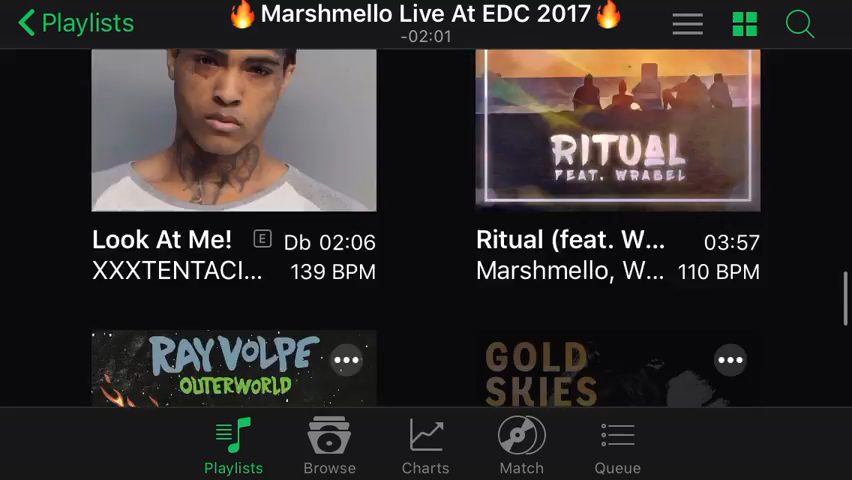 Playlists
🔥Marshmello Live At EDC 2017🔥
-02:01
RITUAL
FEAT. WRABEL
Look At Me! E Db 02:06
XXXTENTACI... 139 BPM
Ritual (feat. W... 03:57
Marshmello, W... 110 BPM
RAY VOLPE
OUTERWORLD
GOLD
SKIES
Playlists
Browse
Charts
Match
Queue